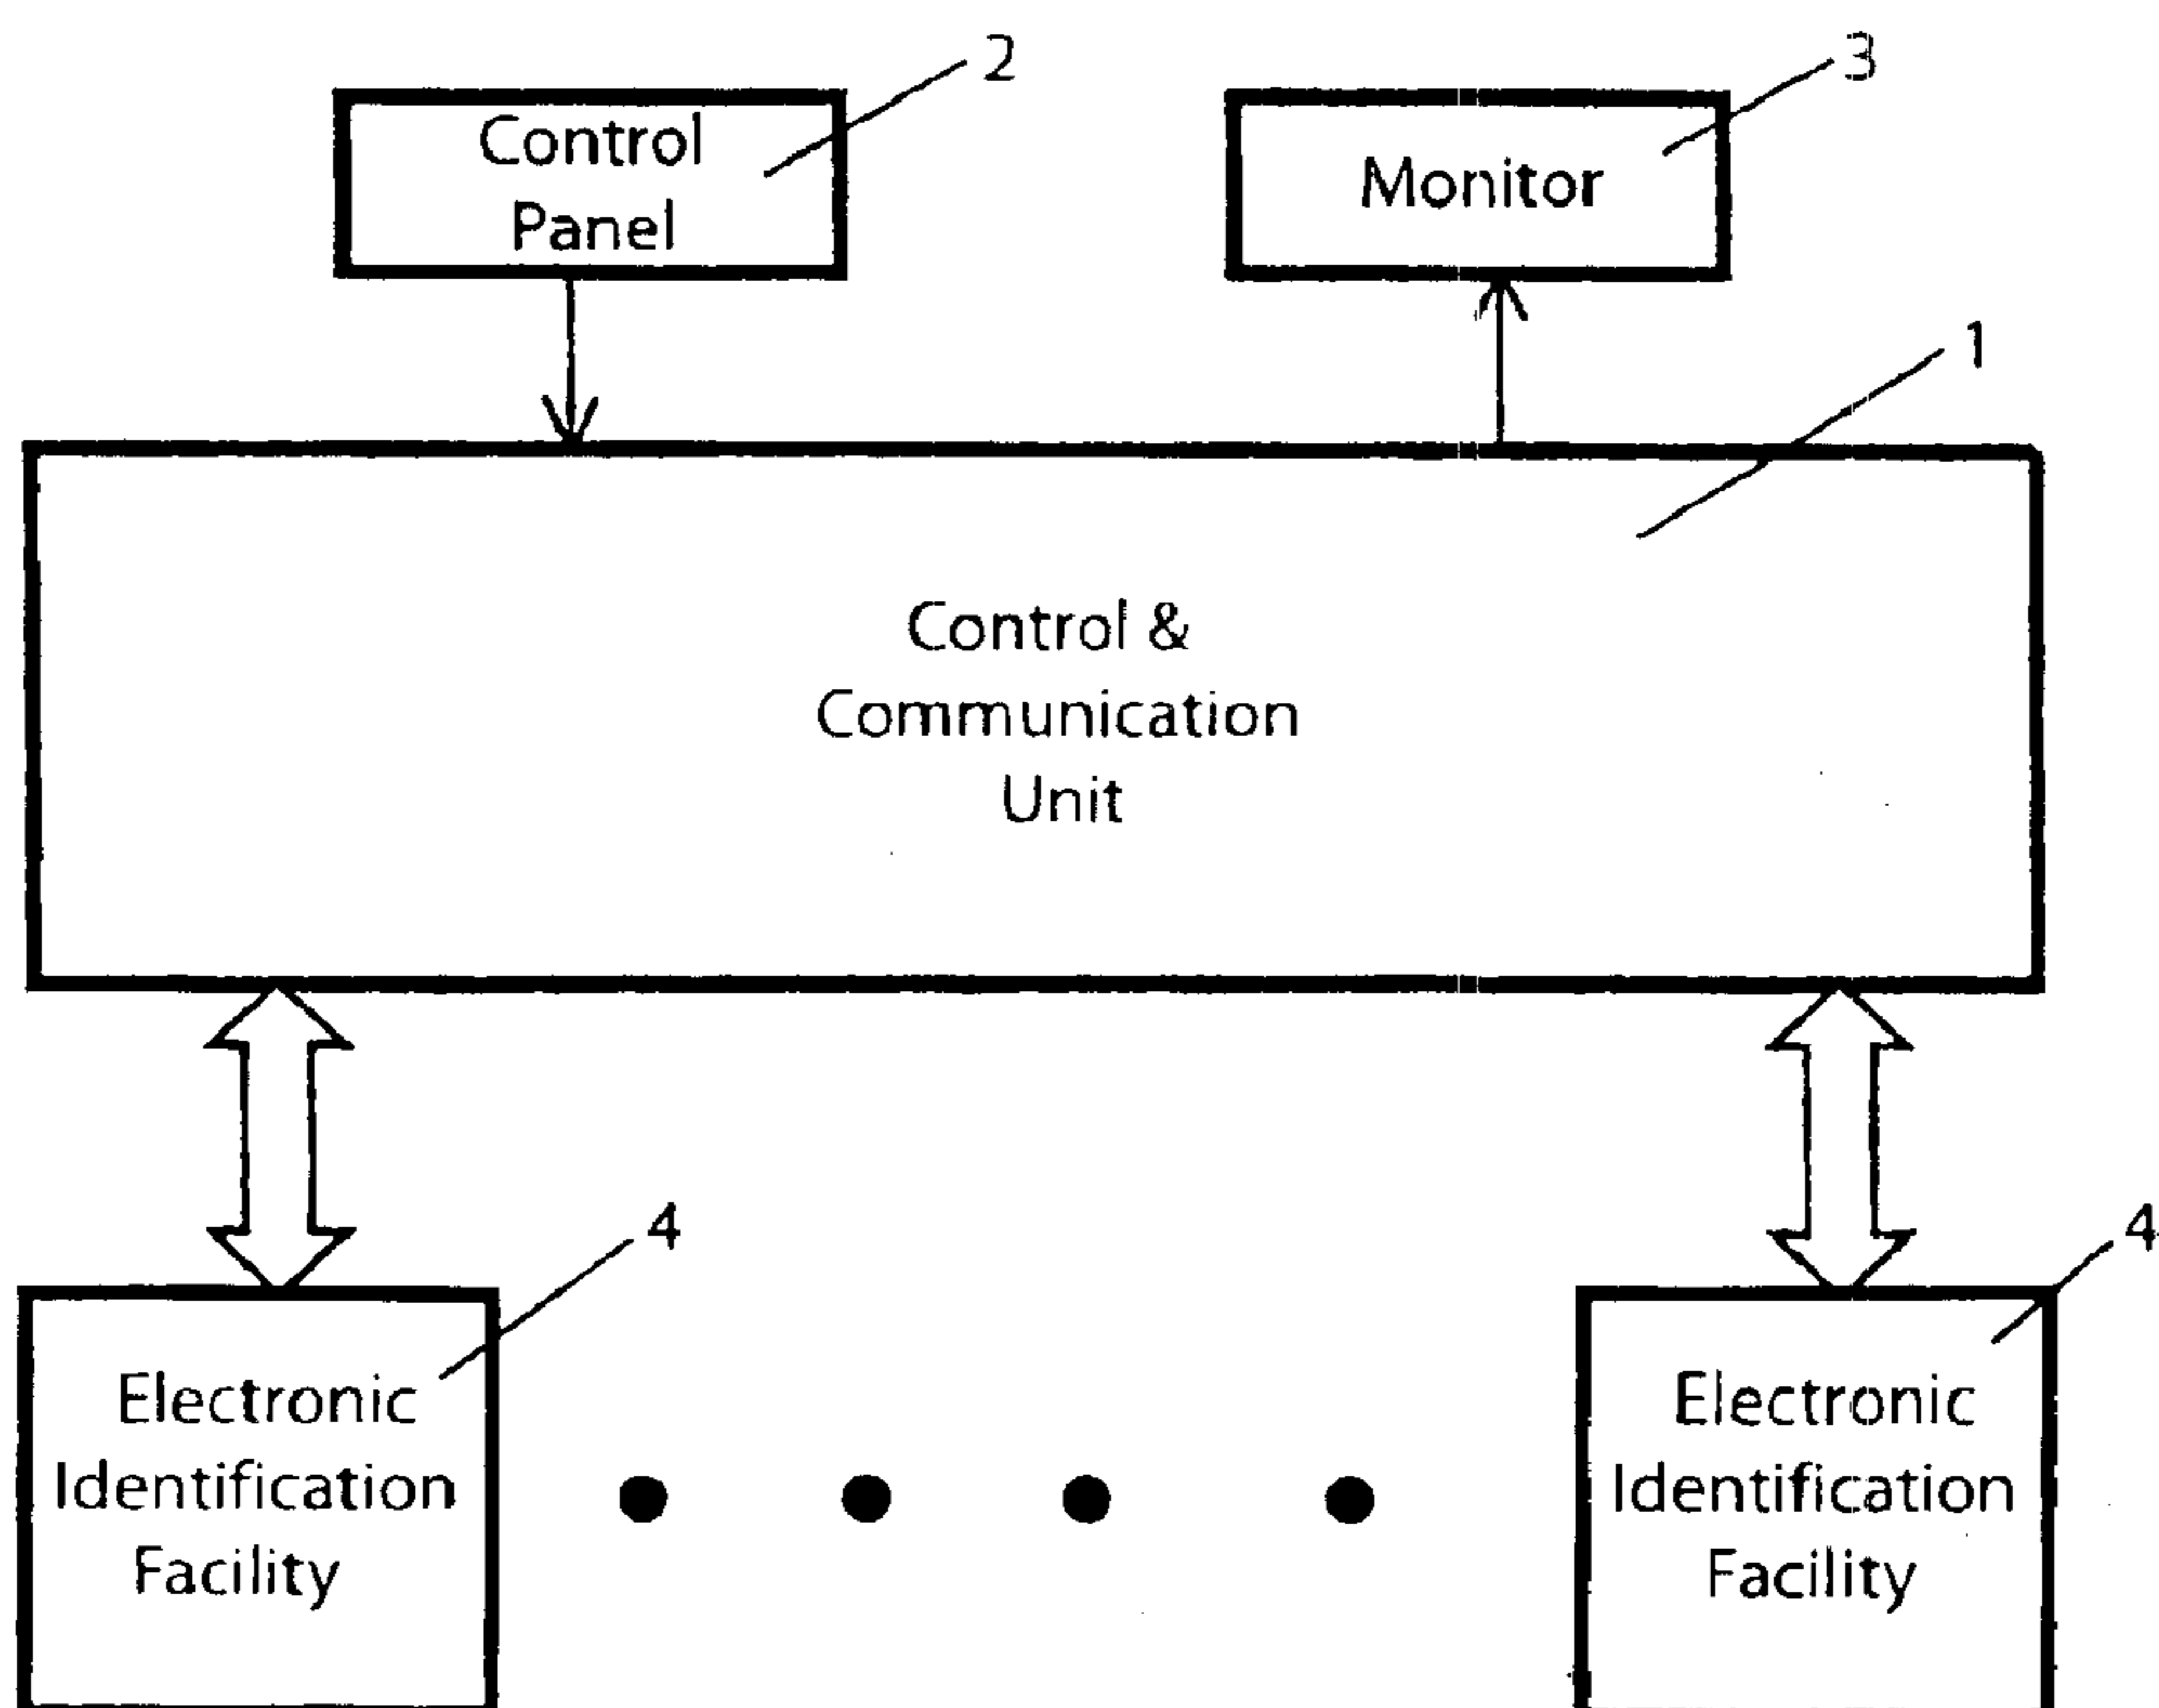 2
3
Control
Panel
Monitor
1
Control &
Communication
Unit
4
4
Electronic
Identification
Facility
Electronic
Identification
Facility